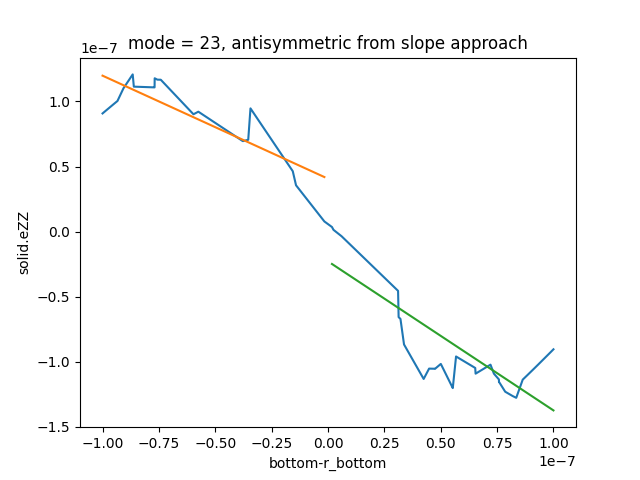 mode = 23, antisymmetric from slope approach
1e−7
1.0
0.5
0.0
−0.5
−1.0
−1.5
solid.eZZ
−1.00 −0.75 −0.50 −0.25 0.00 0.25 0.50 0.75 1.00
bottom-r_bottom
1e−7